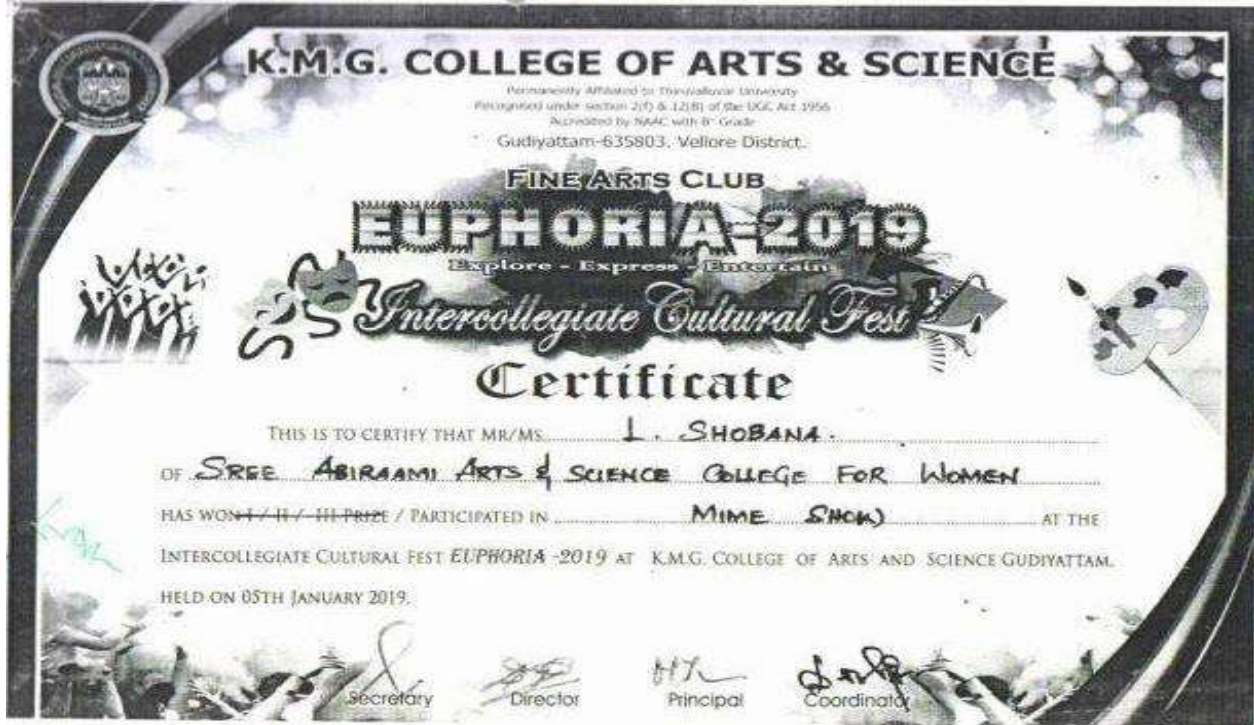 K.M.G. COLLEGE OF ARTS & SCIENCE
Permanently Affiliated to Thiruvalluvar University
Recognised under section 2(f) & 12(B) of the UGC Act 1956
Accredited by NAAC with B+ Grade
Gudiyattam-635803. Vellore District.
FINE ARTS CLUB
EUPHORIA-2019
Explore - Express - Entertain
Intercollegiate Cultural Fest
Certificate
THIS IS TO CERTIFY THAT MR/MS. L. SHOBANA.
OF SREE ABIRAAMI ARTS & SCIENCE COLLEGE FOR WOMEN
HAS WON I / II / III PRIZE / PARTICIPATED IN MIME SHOW AT THE
INTERCOLLEGIATE CULTURAL FEST EUPHORIA -2019 AT K.M.G. COLLEGE OF ARTS AND SCIENCE GUDIYATTAM.
HELD ON 05TH JANUARY 2019.
Secretary Director Principal Coordinator